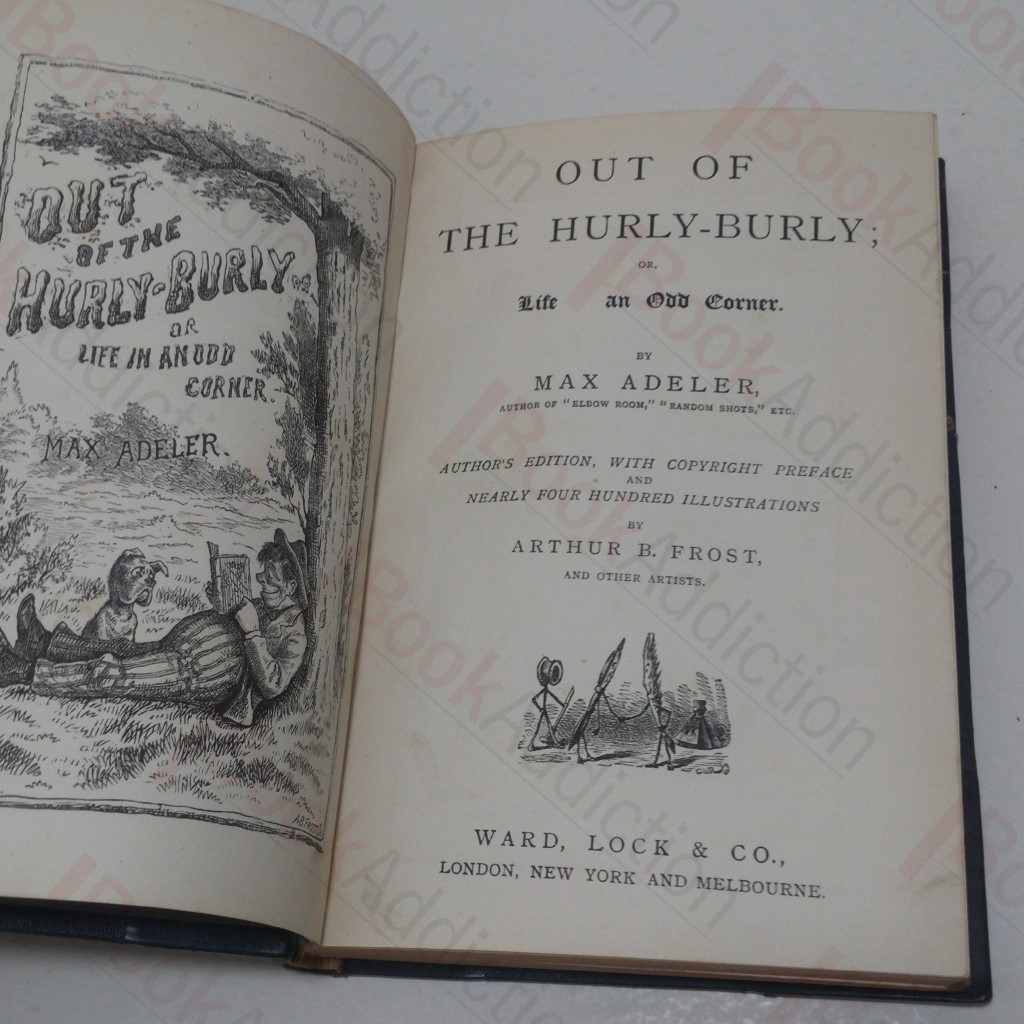 OUT
OF THE
HURLY-BURLY
OR
LIFE IN AN ODD
CORNER.
MAX ADELER.
A B FROST
OUT OF
THE HURLY-BURLY;
OR,
Life an Odd Corner.
BY
MAX ADELER,
AUTHOR OF "ELBOW ROOM," "RANDOM SHOTS," ETC.
AUTHOR'S EDITION, WITH COPYRIGHT PREFACE
AND
NEARLY FOUR HUNDRED ILLUSTRATIONS
BY
ARTHUR B. FROST,
AND OTHER ARTISTS.
WARD, LOCK & CO.,
LONDON, NEW YORK AND MELBOURNE.
BookAddiction